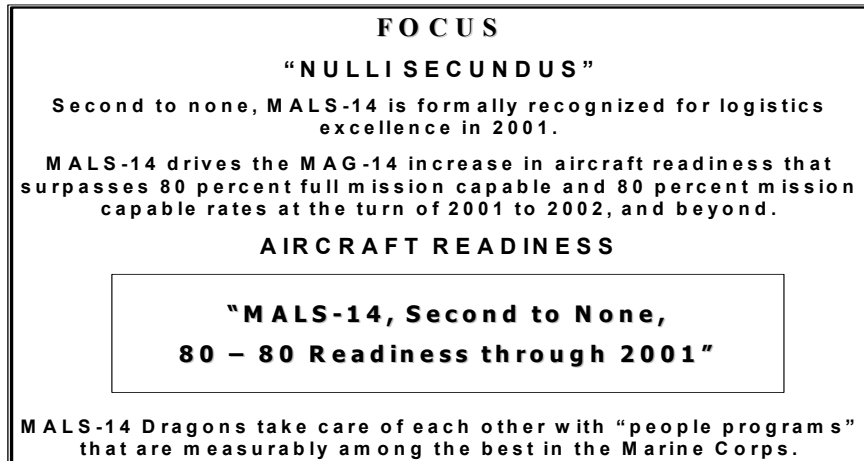 FOCUS
“NULLI SECUNDUS”
Second to none, MALS-14 is formally recognized for logistics
excellence in 2001.
MALS-14 drives the MAG-14 increase in aircraft readiness that
surpasses 80 percent full mission capable and 80 percent mission
capable rates at the turn of 2001 to 2002, and beyond.
AIRCRAFT READINESS
“MALS-14, Second to None,
80 – 80 Readiness through 2001”
MALS-14 Dragons take care of each other with “people programs”
that are measurably among the best in the Marine Corps.